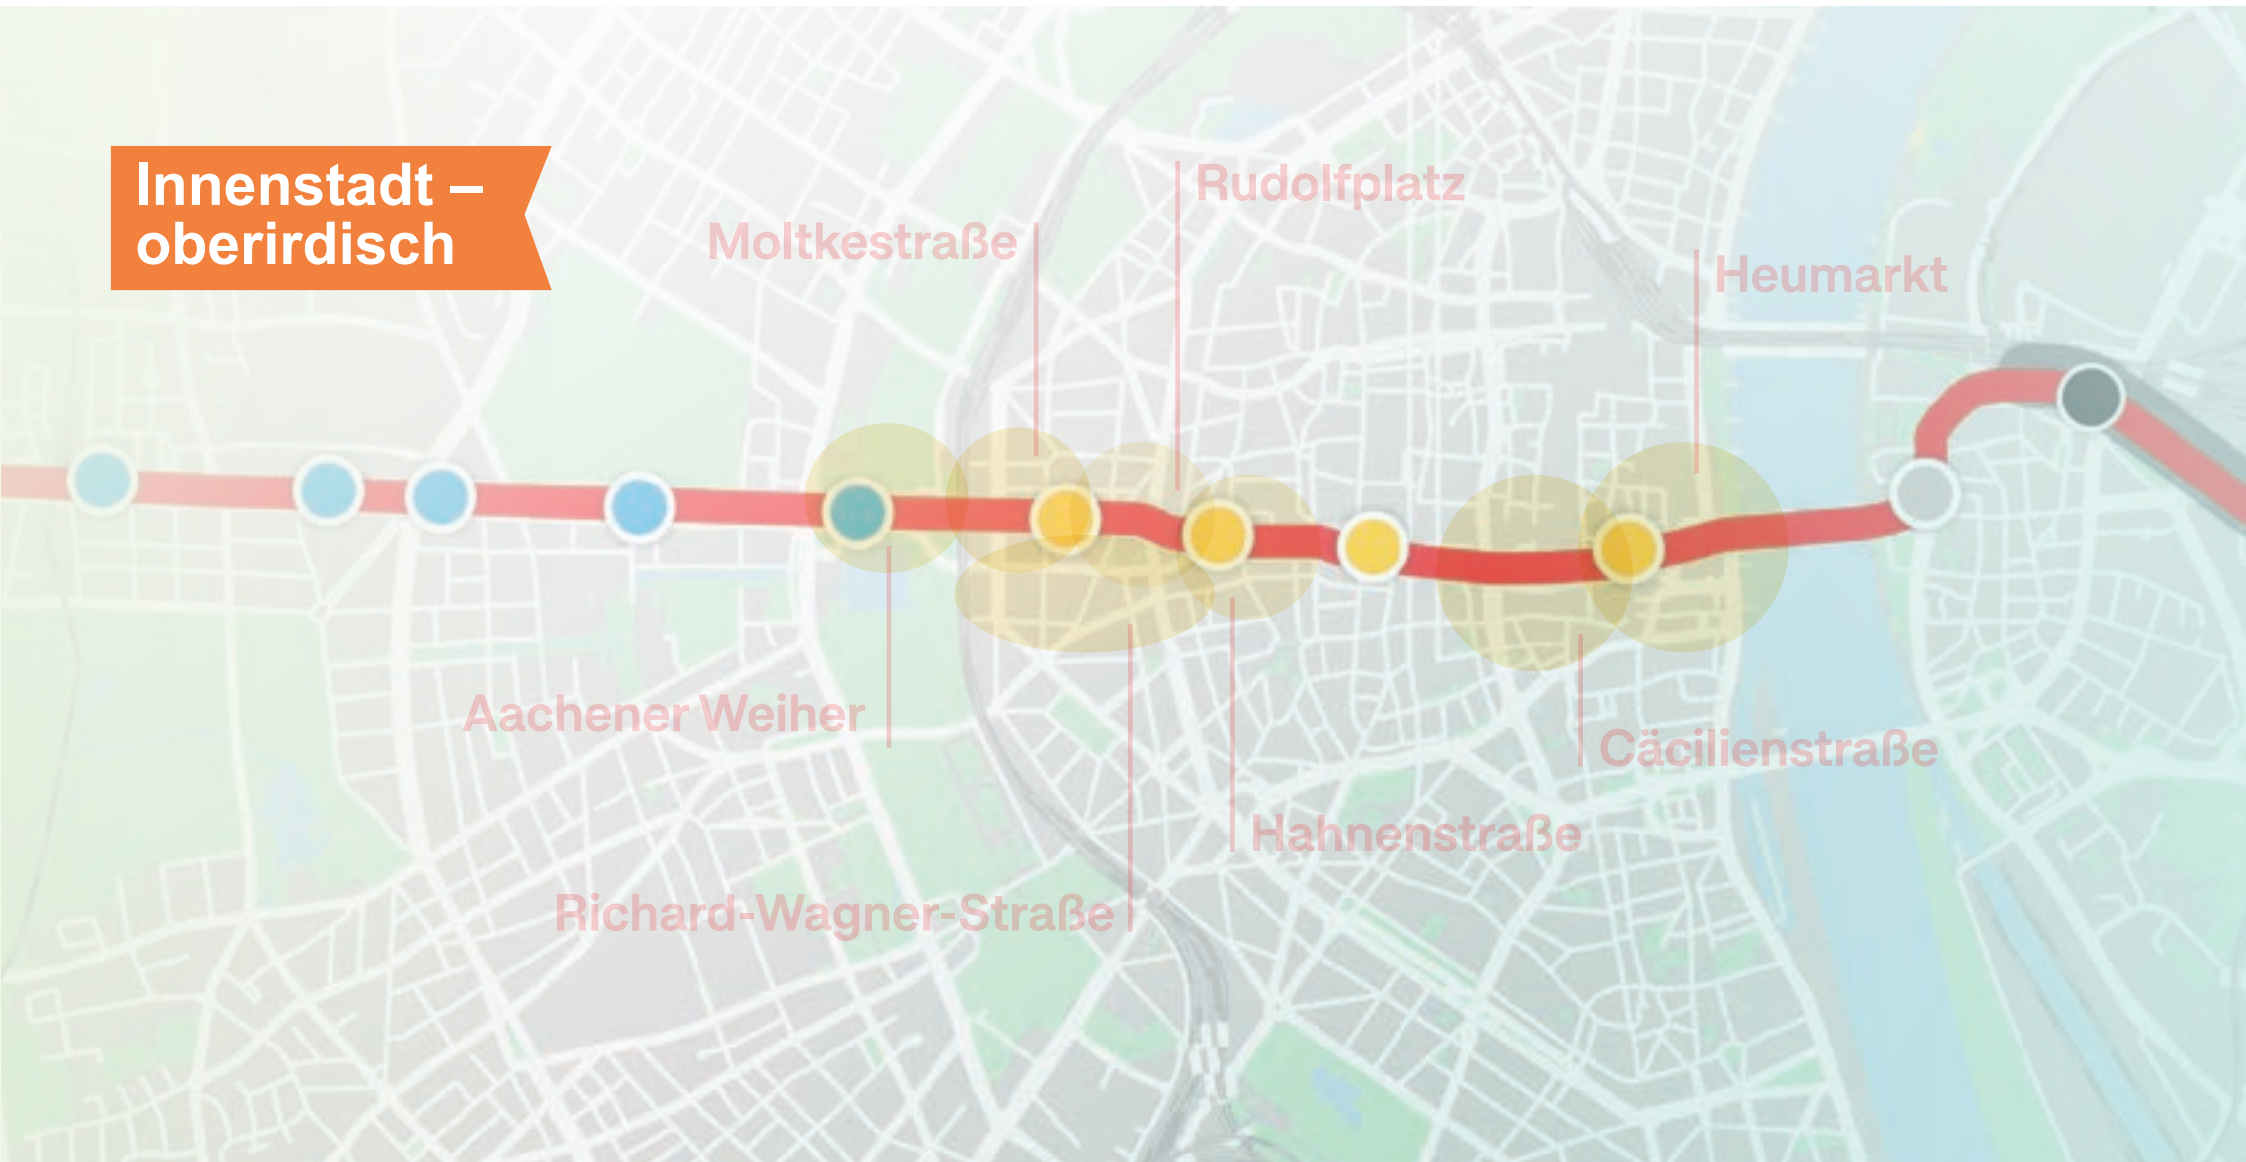 Innenstadt –
oberirdisch
Rudolfplatz
Moltkestraße
Heumarkt
Aachener Weiher
Cäcilienstraße
Hahnenstraße
Richard-Wagner-Straße